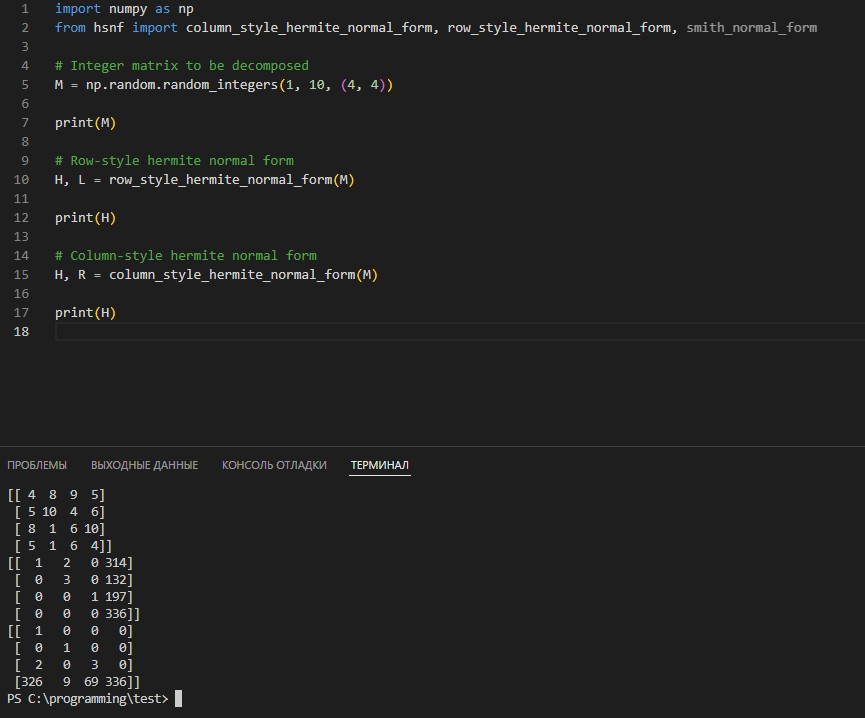 1 import numpy as np
2 from hsnf import column_style_hermite_normal_form, row_style_hermite_normal_form, smith_normal_form
3
4 # Integer matrix to be decomposed
5 M = np.random.random_integers(1, 10, (4, 4))
6
7 print(M)
8
9 # Row-style hermite normal form
10 H, L = row_style_hermite_normal_form(M)
11
12 print(H)
13
14 # Column-style hermite normal form
15 H, R = column_style_hermite_normal_form(M)
16
17 print(H)
18
ПРОБЛЕМЫ ВЫХОДНЫЕ ДАННЫЕ КОНСОЛЬ ОТЛАДКИ ТЕРМИНАЛ
[[ 4  8  9  5]
 [ 5 10  4  6]
 [ 8  1  6 10]
 [ 5  1  6  4]]
[[  1   2   0 314]
 [  0   3   0 132]
 [  0   0   1 197]
 [  0   0   0 336]]
[[  1   0   0   0]
 [  0   1   0   0]
 [  2   0   3   0]
 [326   9  69 336]]
PS C:\programming\test>